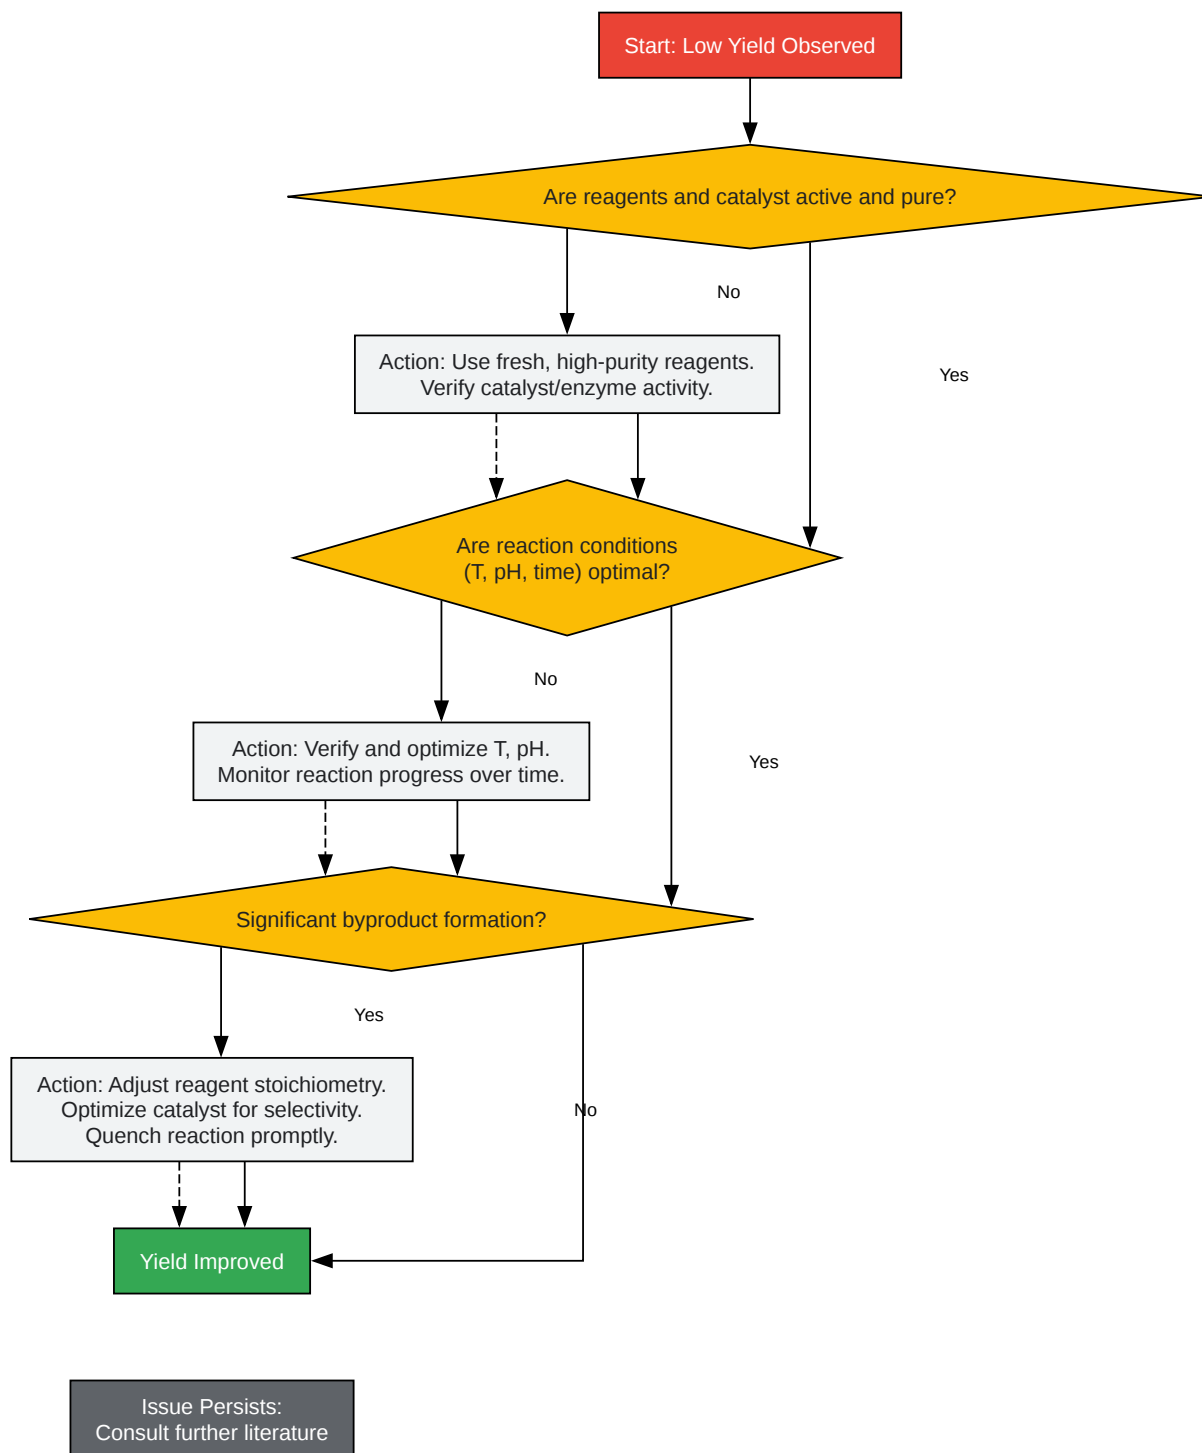 Start: Low Yield Observed
Are reagents and catalyst active and pure?
No
Yes
Action: Use fresh, high-purity reagents.
Verify catalyst/enzyme activity.
Are reaction conditions
(T, pH, time) optimal?
No
Yes
Action: Verify and optimize T, pH.
Monitor reaction progress over time.
Significant byproduct formation?
Yes
No
Action: Adjust reagent stoichiometry.
Optimize catalyst for selectivity.
Quench reaction promptly.
Yield Improved
Issue Persists:
Consult further literature